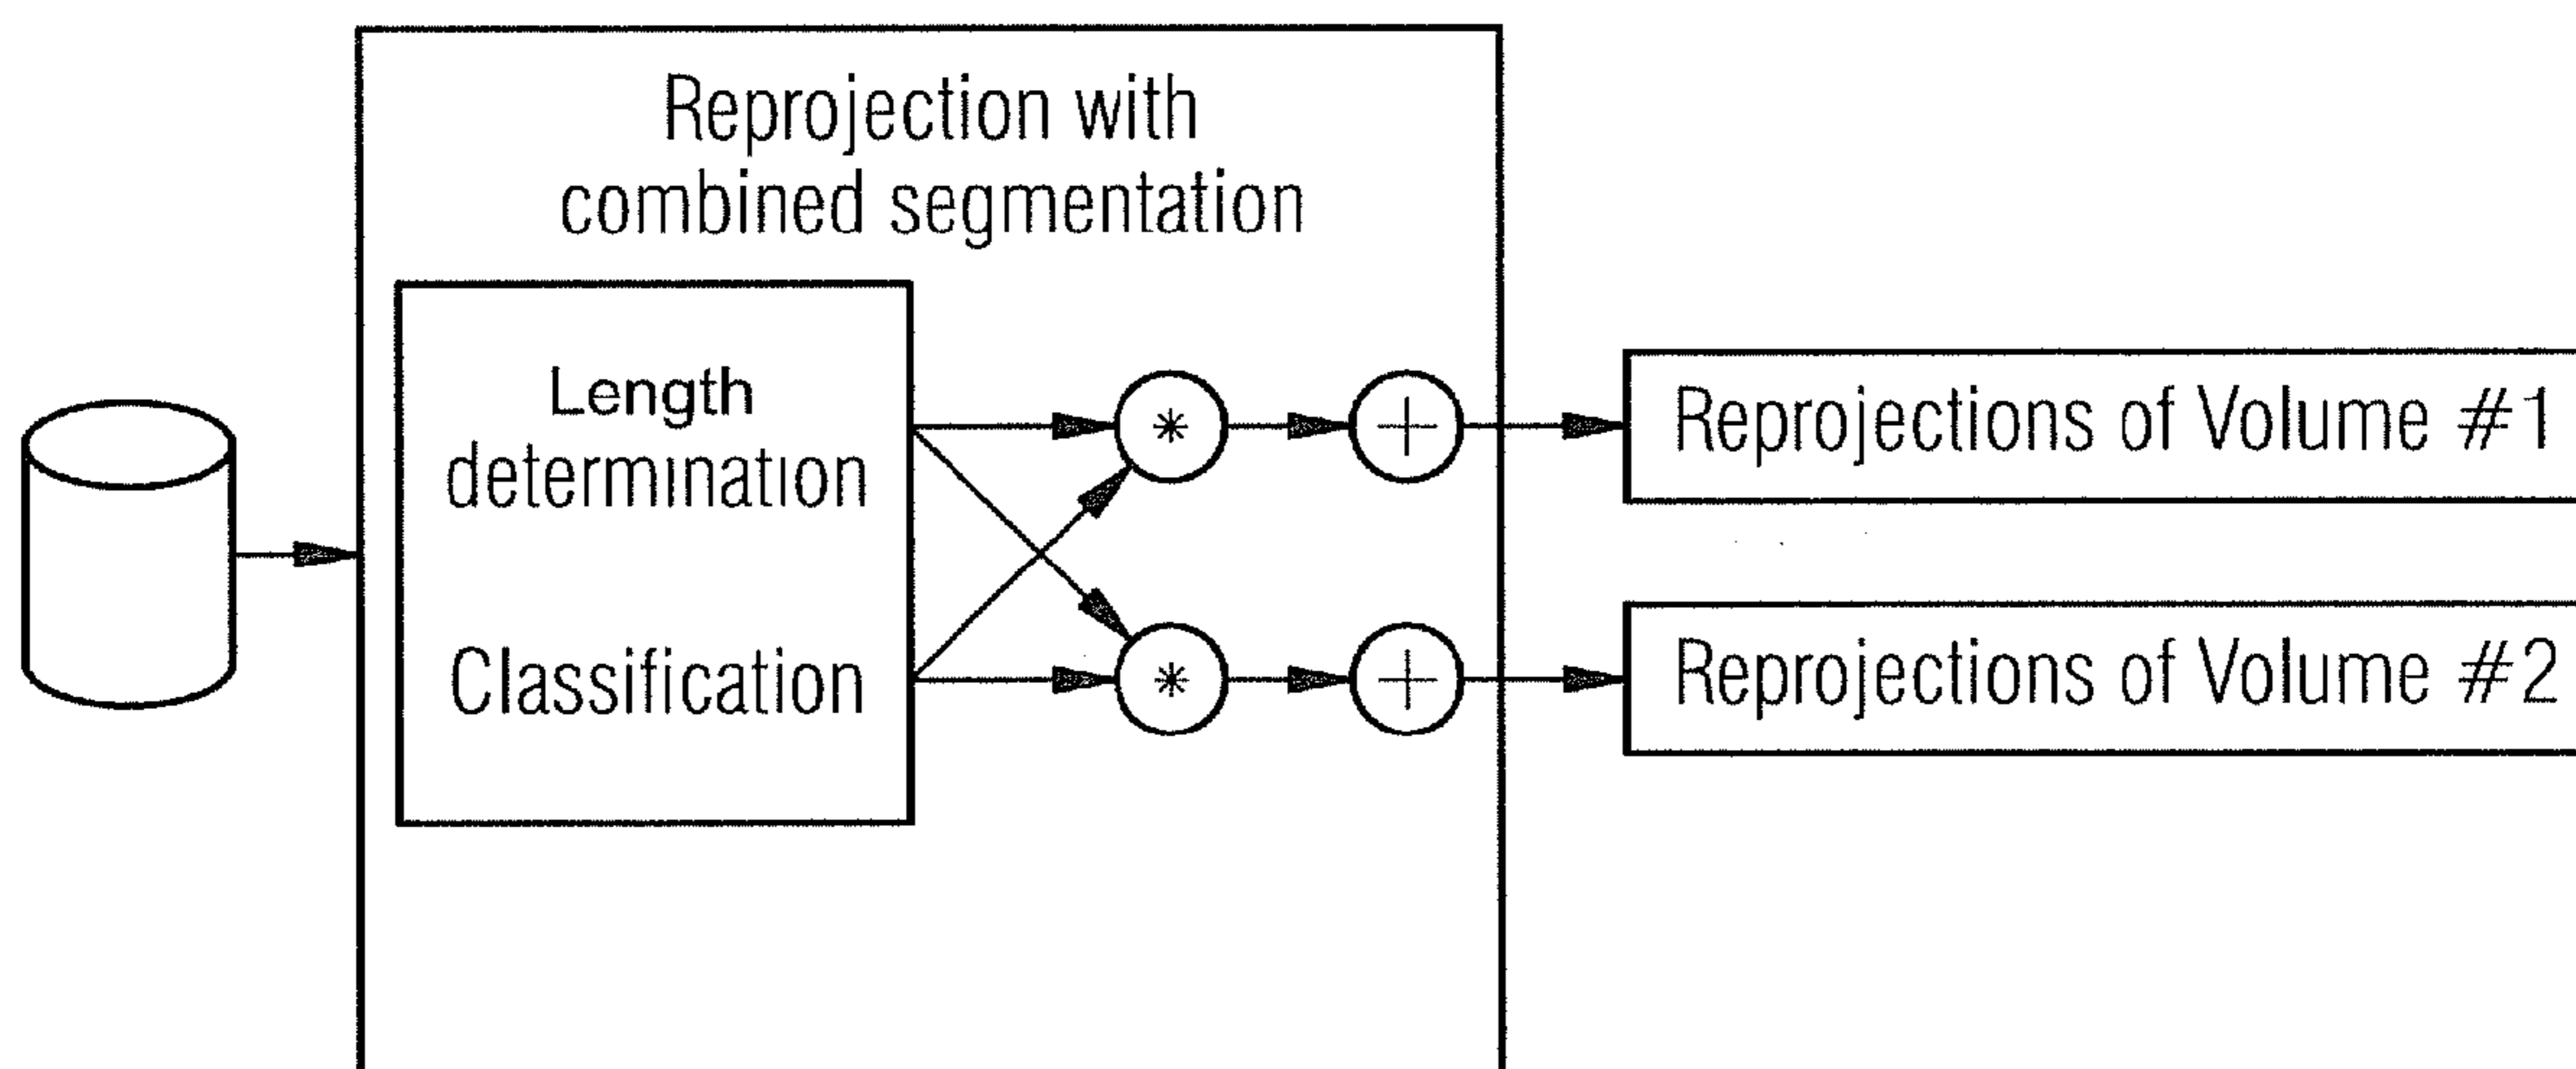 Reprojection with
combined segmentation
Length
determination
Classification
*
+
*
+
Reprojections of Volume #1
Reprojections of Volume #2